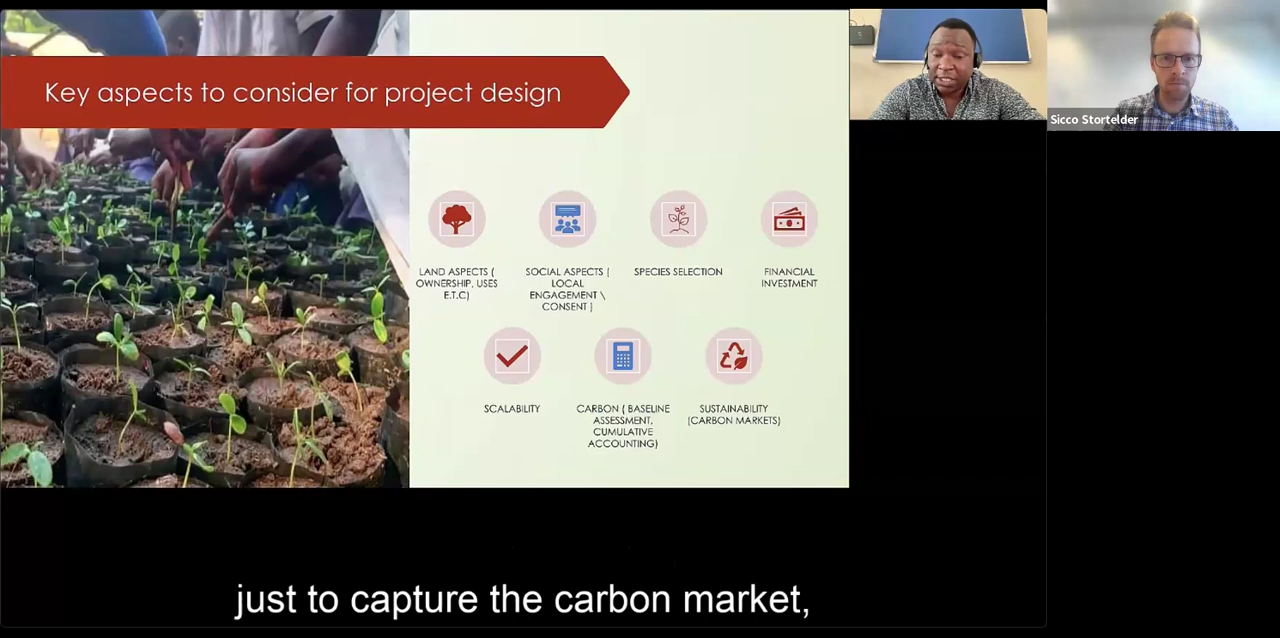 Key aspects to consider for project design
Sicco Stortelder
LAND ASPECTS (
OWNERSHIP, USES
E.T.C)
SOCIAL ASPECTS (
LOCAL
ENGAGEMENT \
CONSENT )
SPECIES SELECTION
FINANCIAL
INVESTMENT
SCALABILITY
CARBON ( BASELINE
ASSESSMENT,
CUMULATIVE
ACCOUNTING)
SUSTAINABILITY
(CARBON MARKETS)
just to capture the carbon market,